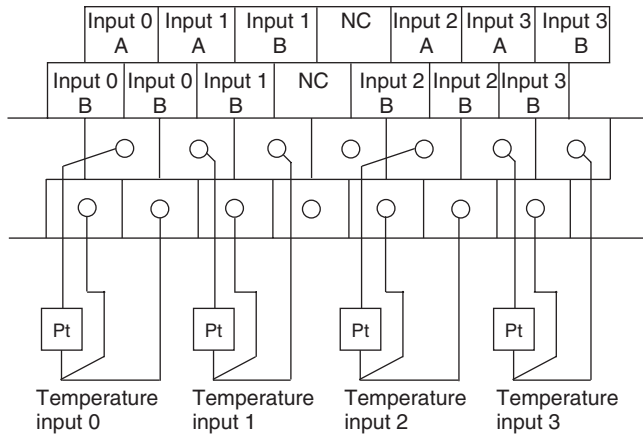 Input 0 Input 1 Input 1 NC Input 2 Input 3 Input 3
A A B A A B
Input 0 Input 0 Input 1 NC Input 2 Input 2 Input 3
B B B B B B
Pt Pt Pt Pt
Temperature Temperature Temperature Temperature
input 0 input 1 input 2 input 3